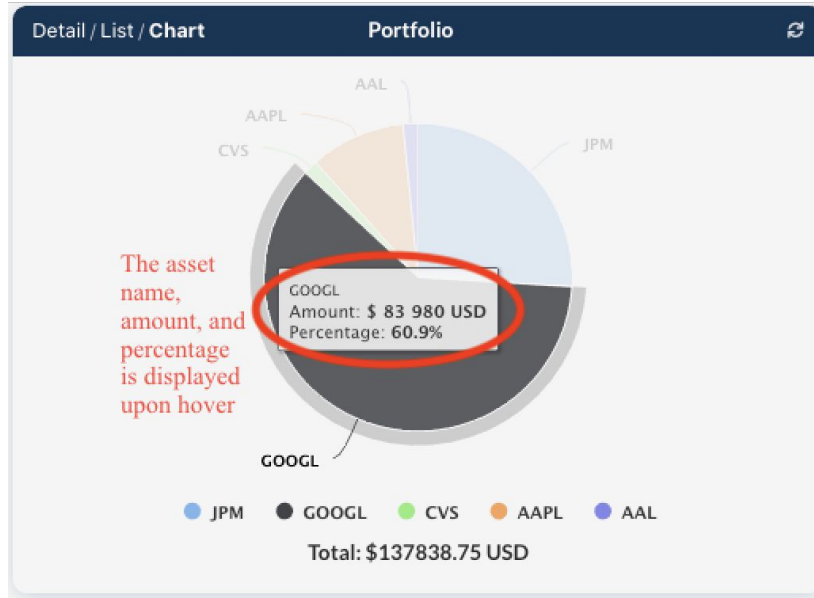 Detail / List / Chart
Portfolio
AAL
AAPL
CVS
JPM
The asset
name,
amount, and
percentage
is displayed
upon hover
GOOGL
Amount: $ 83 980 USD
Percentage: 60.9%
GOOGL
JPM GOOGL CVS AAPL AAL
Total: $137838.75 USD